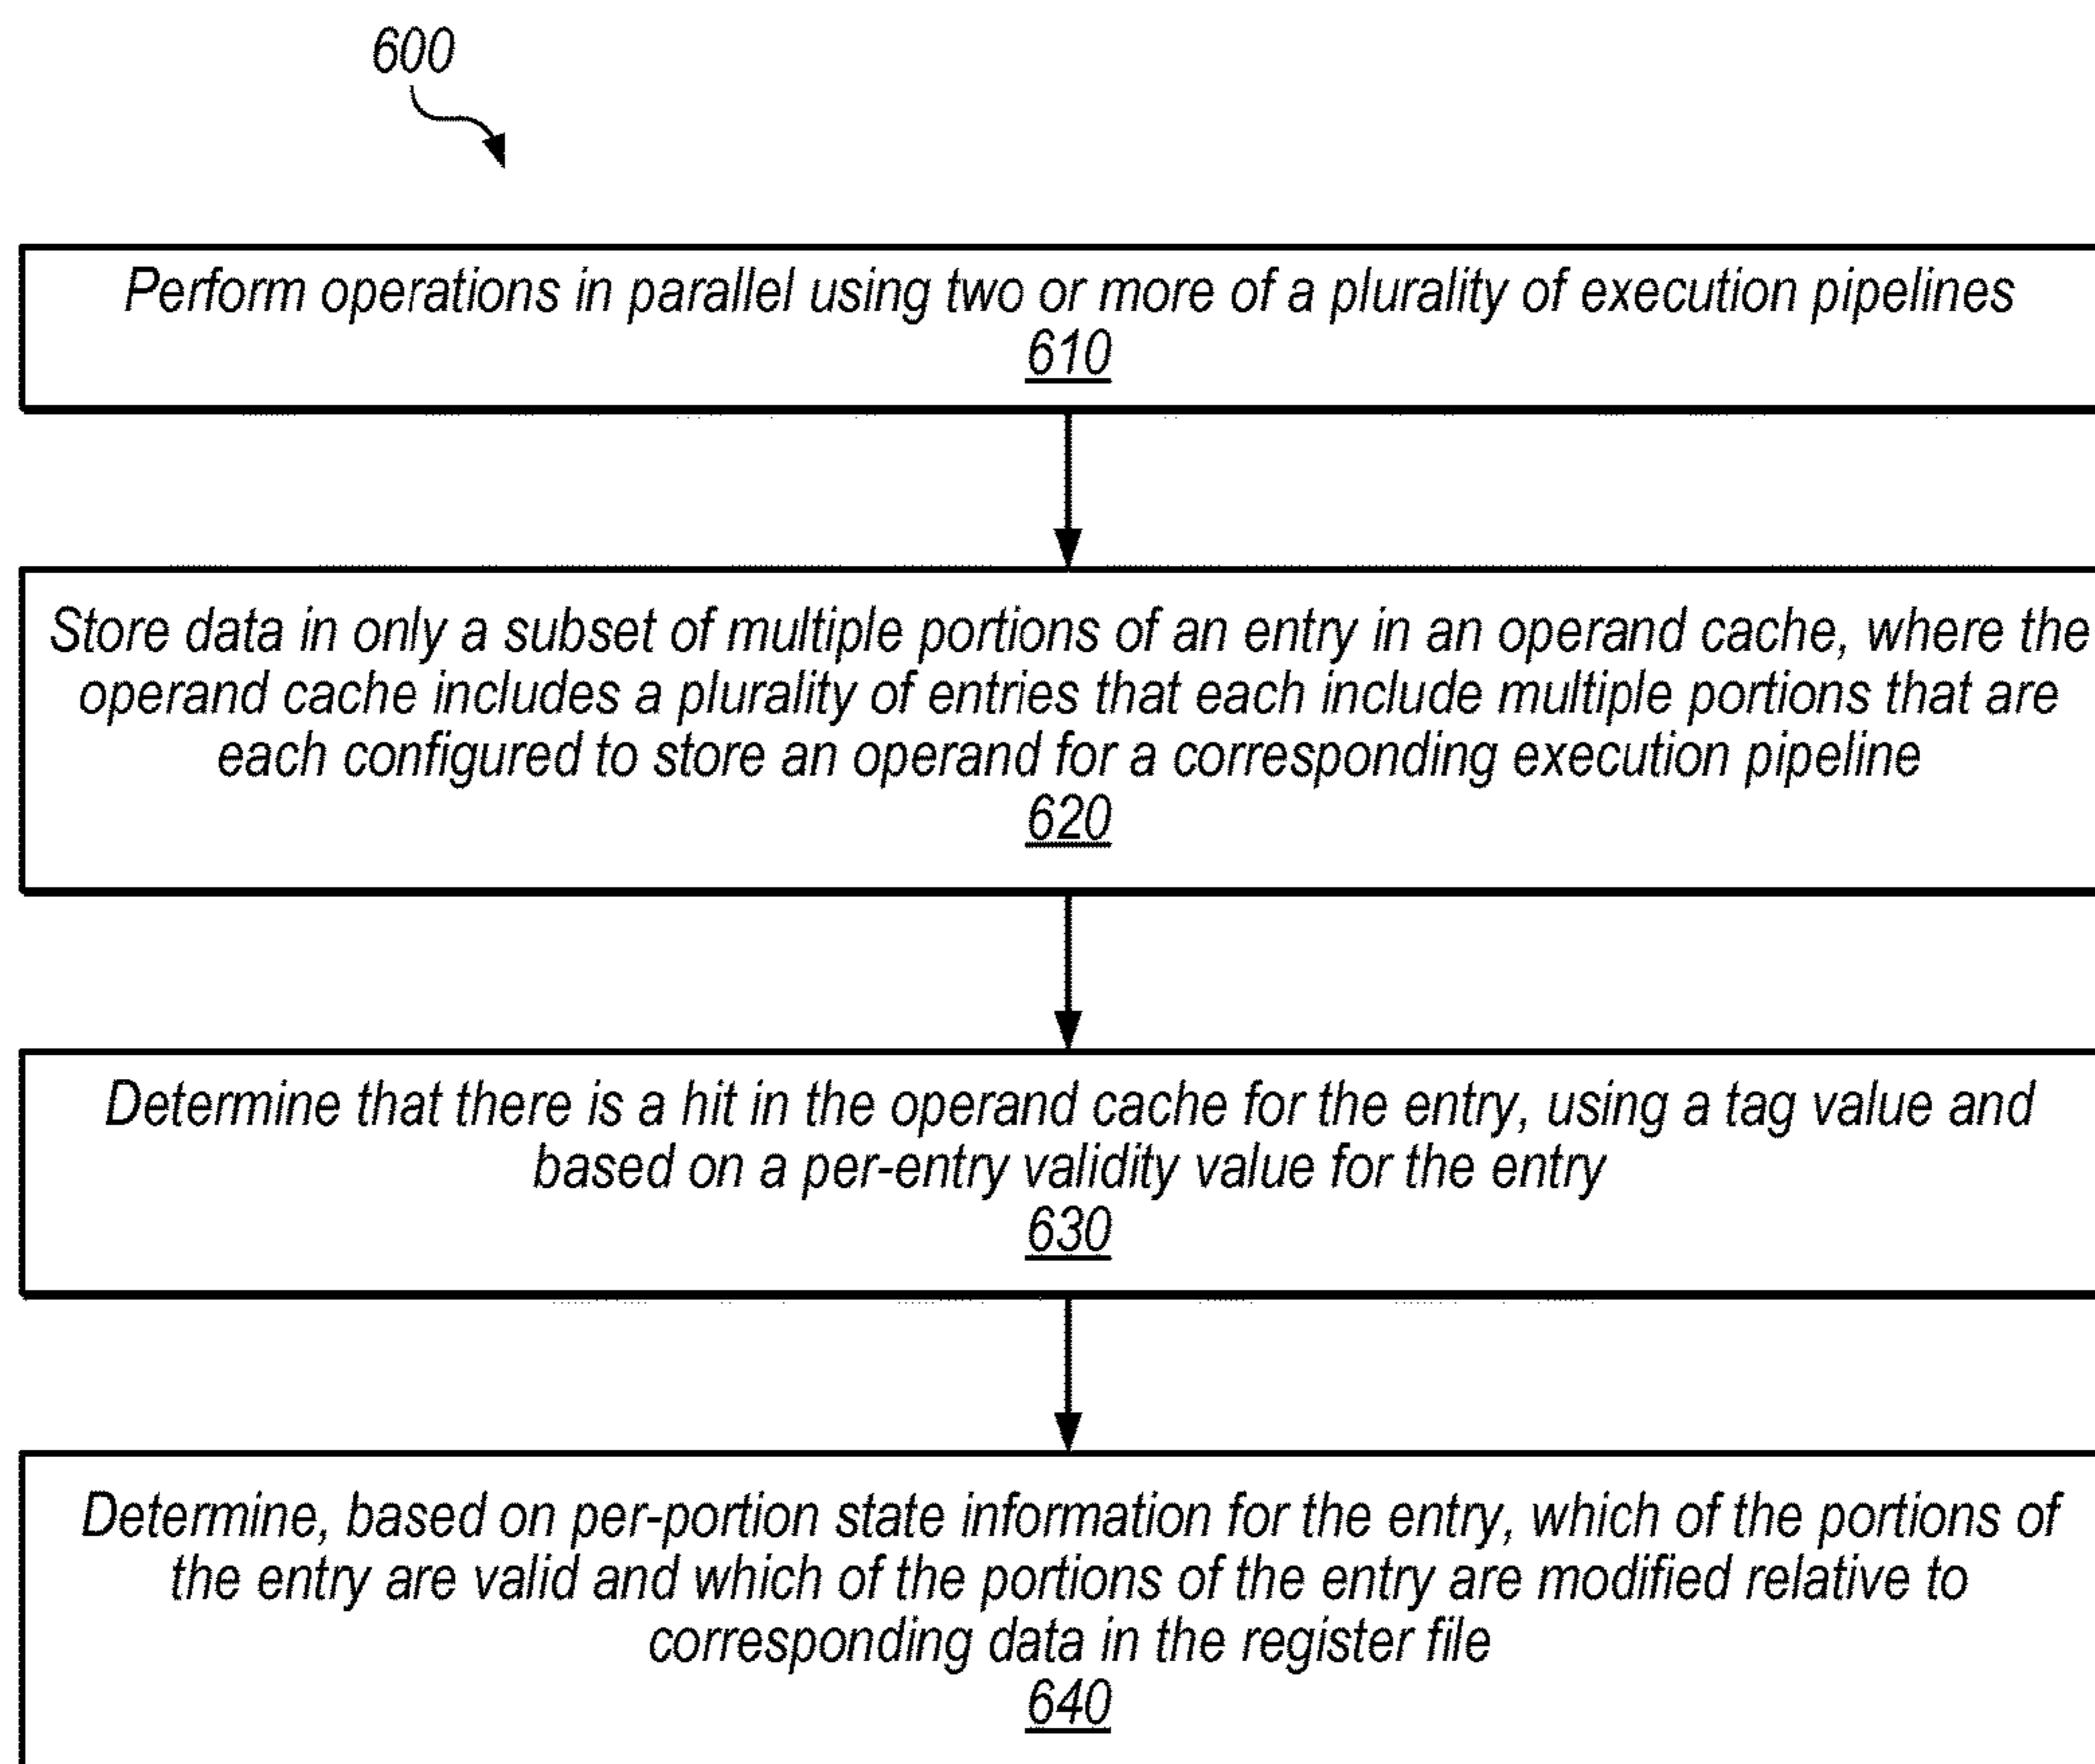 600
Perform operations in parallel using two or more of a plurality of execution pipelines
610
Store data in only a subset of multiple portions of an entry in an operand cache, where the
operand cache includes a plurality of entries that each include multiple portions that are
each configured to store an operand for a corresponding execution pipeline
620
Determine that there is a hit in the operand cache for the entry, using a tag value and
based on a per-entry validity value for the entry
630
Determine, based on per-portion state information for the entry, which of the portions of
the entry are valid and which of the portions of the entry are modified relative to
corresponding data in the register file
640